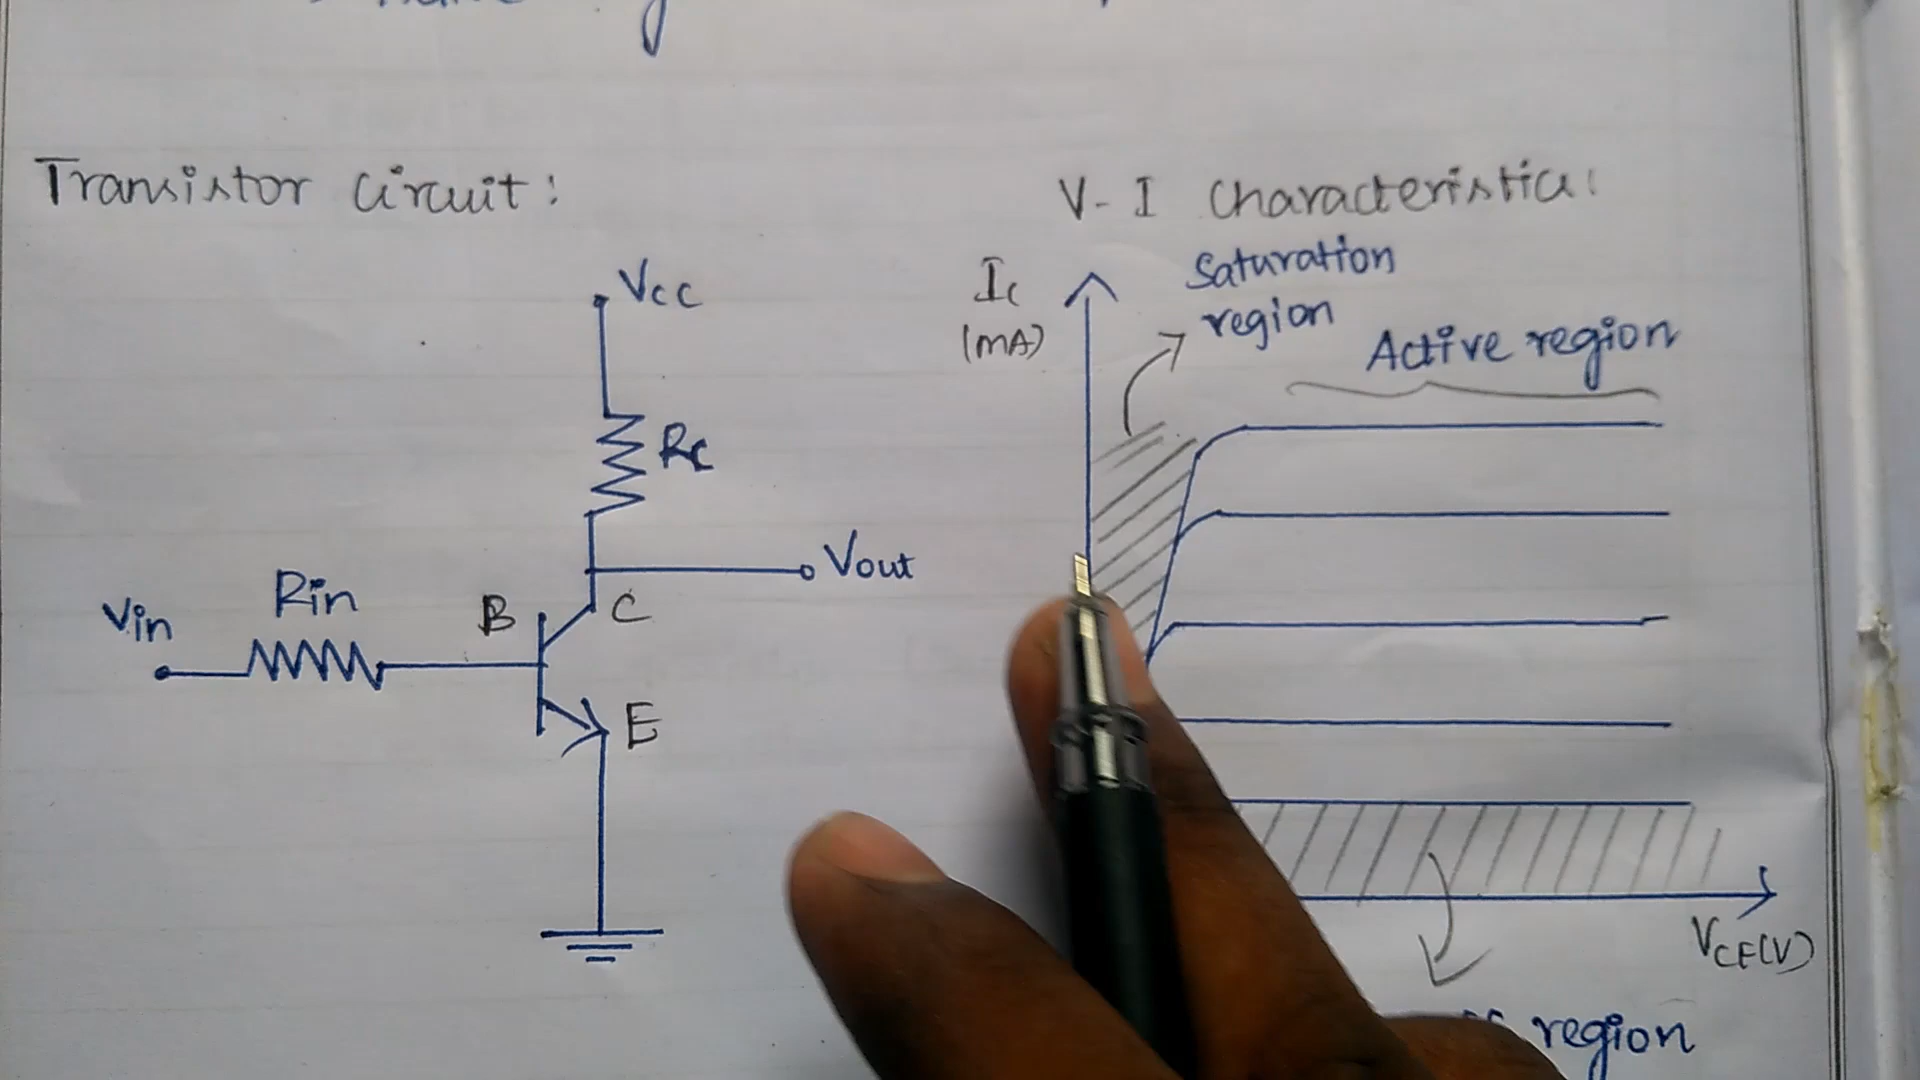 Transistor circuit:
Vcc
Rc
Vout
Rin
Vin
B
C
E
V-I characteristics:
Saturation
region
Active region
Ic
(mA)
VCE(V)
region